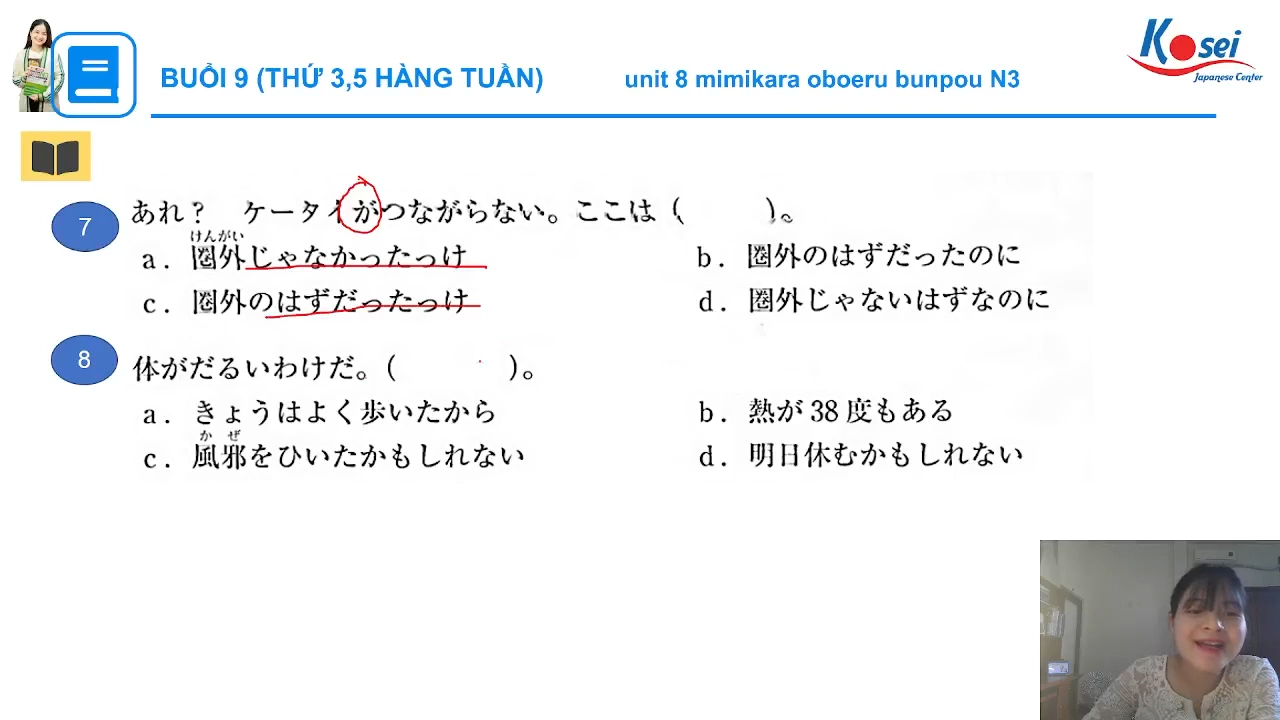 BUỔI 9 (THỨ 3,5 HÀNG TUẦN) unit 8 mimikara oboeru bunpou N3
Kosei
Japanese Center
7 あれ？ ケータイがつながらない。ここは（ ）。
けんがい
a. 圏外じゃなかったっけ b. 圏外のはずだったのに
c. 圏外のはずだったっけ d. 圏外じゃないはずなのに
8 体がだるいわけだ。（ ）。
a. きょうはよく歩いたから b. 熱が38度もある
かぜ
c. 風邪をひいたかもしれない d. 明日休むかもしれない